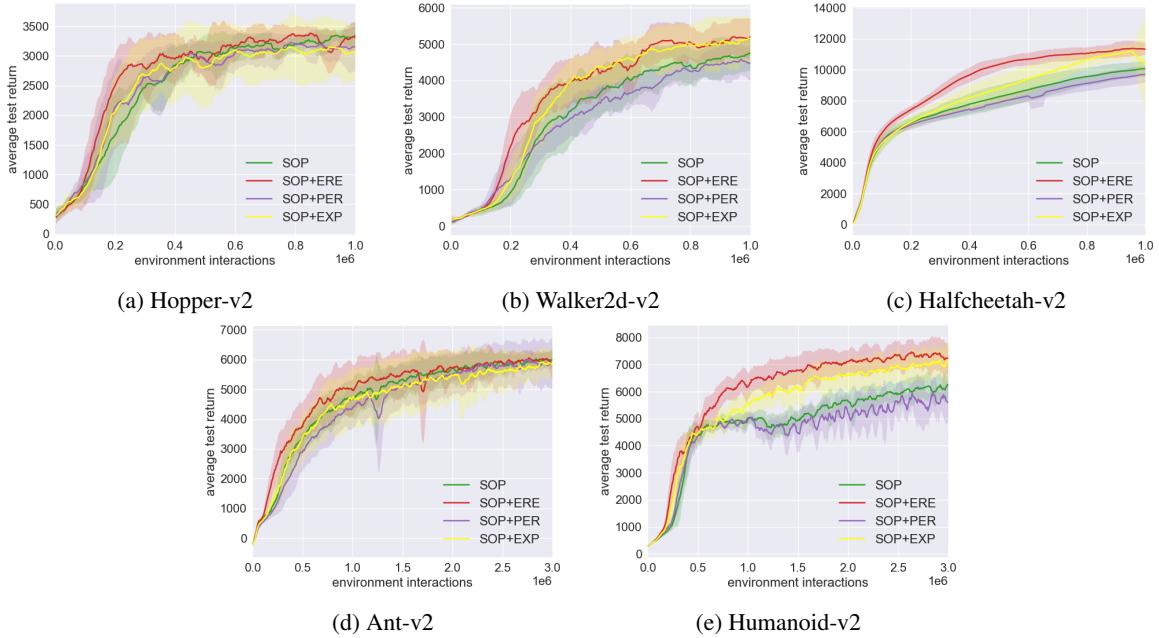 3500
3000
2500
2000
1500
1000
500
0
average test return
SOP
SOP+ERE
SOP+PER
SOP+EXP
0.0 0.2 0.4 0.6 0.8 1.0
environment interactions 1e6
(a) Hopper-v2
6000
5000
4000
3000
2000
1000
0
average test return
SOP
SOP+ERE
SOP+PER
SOP+EXP
0.0 0.2 0.4 0.6 0.8 1.0
environment interactions 1e6
(b) Walker2d-v2
14000
12000
10000
8000
6000
4000
2000
0
average test return
SOP
SOP+ERE
SOP+PER
SOP+EXP
0.0 0.2 0.4 0.6 0.8 1.0
environment interactions 1e6
(c) Halfcheetah-v2
7000
6000
5000
4000
3000
2000
1000
0
average test return
SOP
SOP+ERE
SOP+PER
SOP+EXP
0.0 0.5 1.0 1.5 2.0 2.5 3.0
environment interactions 1e6
(d) Ant-v2
8000
7000
6000
5000
4000
3000
2000
1000
0
average test return
SOP
SOP+ERE
SOP+PER
SOP+EXP
0.0 0.5 1.0 1.5 2.0 2.5 3.0
environment interactions 1e6
(e) Humanoid-v2